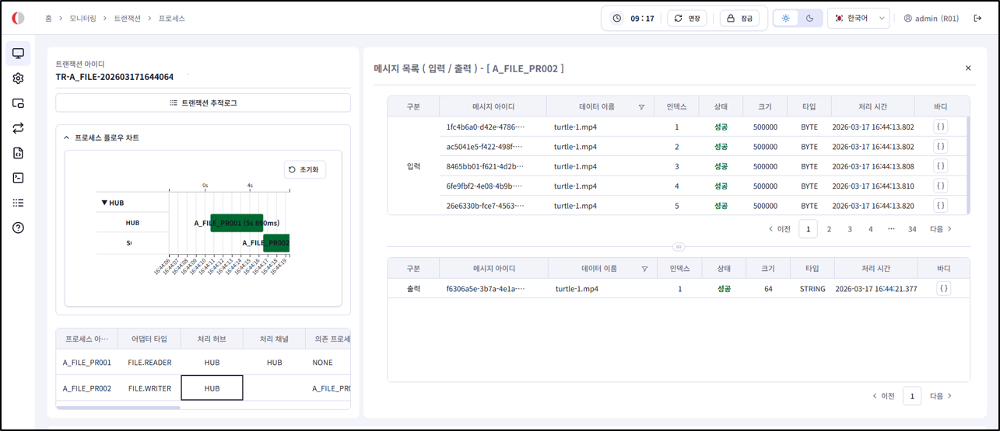 홈 > 모니터링 > 트랜잭션 > 프로세스
09 : 17 연장 잠금 한국어 admin (R01)
트랜잭션 아이디
TR-A_FILE-202603171644064
트랜잭션 추적로그
프로세스 플로우 차트
초기화
0s 4s
▼ HUB
HUB A_FILE_PR001 (5s 890ms)
A_FILE_PR002
16:44:06 16:44:07 16:44:08 16:44:09 16:44:10 16:44:11 16:44:12 16:44:13 16:44:14 16:44:15 16:44:16 16:44:17 16:44:18 16:44:19
프로세스 아··· 어댑터 타입 처리 허브 처리 채널 의존 프로세
A_FILE_PR001 FILE.READER HUB HUB NONE
A_FILE_PR002 FILE.WRITER HUB A_FILE_PR0
메시지 목록 ( 입력 / 출력 ) - [ A_FILE_PR002 ]
구분 메시지 아이디 데이터 이름 인덱스 상태 크기 타입 처리 시간 바디
입력
1fc4b6a0-d42e-4786-··· turtle-1.mp4 1 성공 500000 BYTE 2026-03-17 16:44:13.802 { }
ac5041e5-f422-498f-··· turtle-1.mp4 2 성공 500000 BYTE 2026-03-17 16:44:13.802 { }
8465bb01-f621-4d2b-··· turtle-1.mp4 3 성공 500000 BYTE 2026-03-17 16:44:13.808 { }
6fe9fbf2-4e08-4b9b-··· turtle-1.mp4 4 성공 500000 BYTE 2026-03-17 16:44:13.810 { }
26e6330b-fce7-4563-··· turtle-1.mp4 5 성공 500000 BYTE 2026-03-17 16:44:13.820 { }
< 이전 1 2 3 4 ··· 34 다음 >
구분 메시지 아이디 데이터 이름 인덱스 상태 크기 타입 처리 시간 바디
출력 f6306a5e-3b7a-4e1a-··· turtle-1.mp4 1 성공 64 STRING 2026-03-17 16:44:21.377 { }
< 이전 1 다음 >